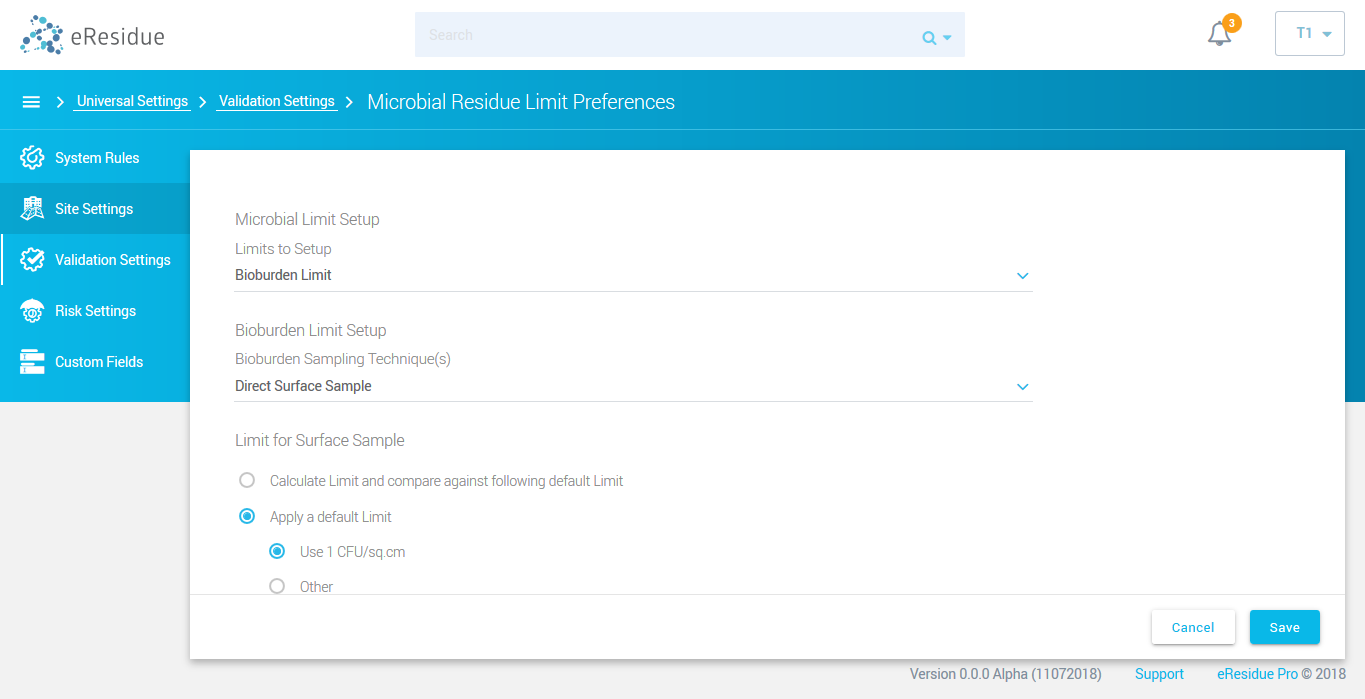 eResidue
Search
3
T1
Universal Settings
Validation Settings
Microbial Residue Limit Preferences
System Rules
Site Settings
Validation Settings
Risk Settings
Custom Fields
Microbial Limit Setup
Limits to Setup
Bioburden Limit
Bioburden Limit Setup
Bioburden Sampling Technique(s)
Direct Surface Sample
Limit for Surface Sample
Calculate Limit and compare against following default Limit
Apply a default Limit
Use 1 CFU/sq.cm
Other
Cancel
Save
Version 0.0.0 Alpha (11072018)
Support
eResidue Pro © 2018